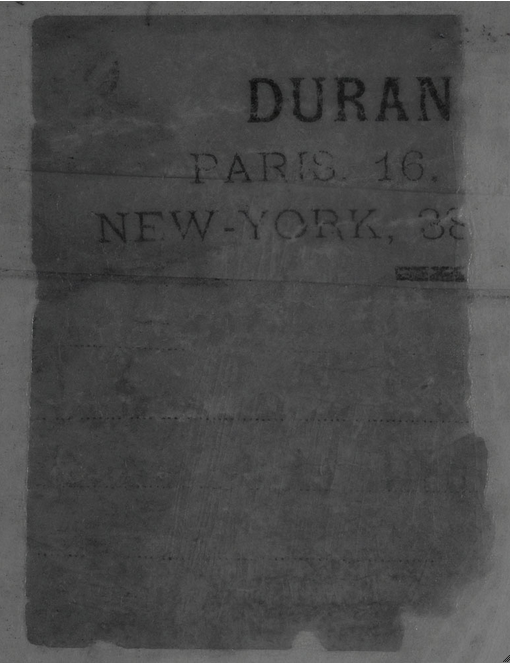 DURAN
PARIS. 16.
NEW-YORK, 38